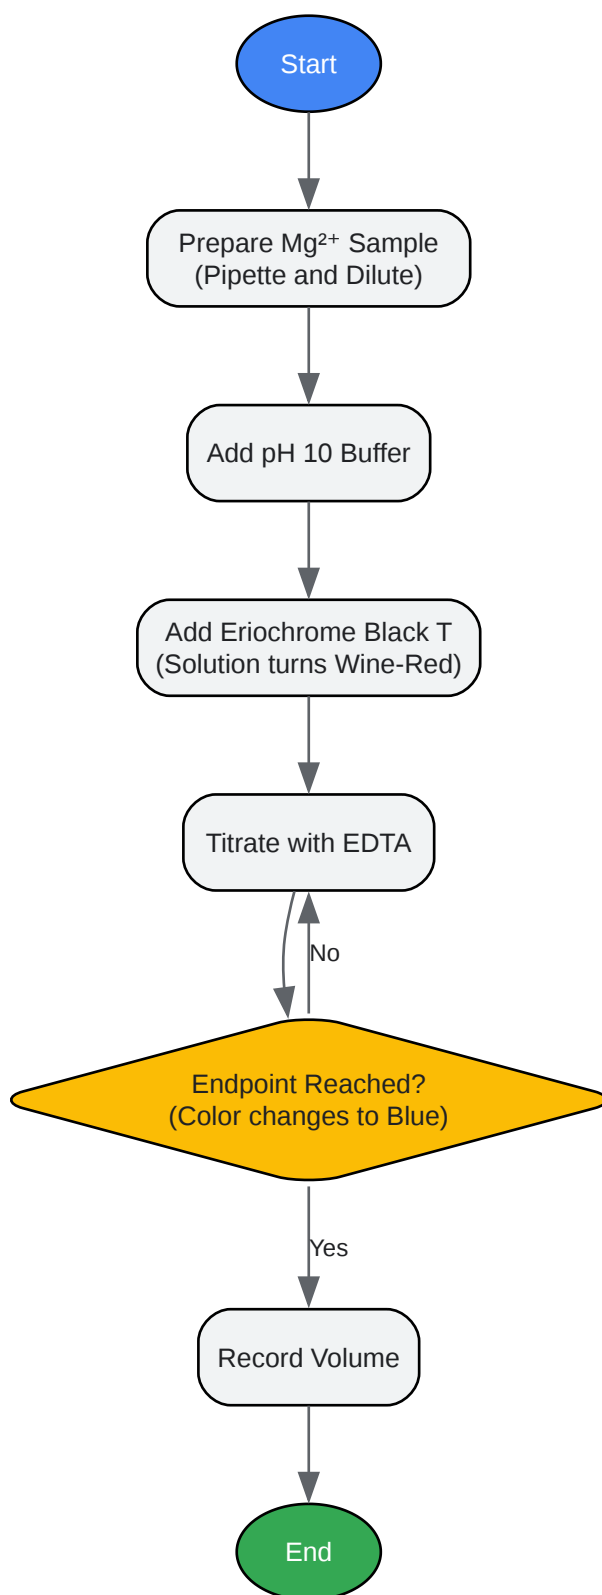 Start
Prepare Mg²⁺ Sample
(Pipette and Dilute)
Add pH 10 Buffer
Add Eriochrome Black T
(Solution turns Wine-Red)
Titrate with EDTA
No
Endpoint Reached?
(Color changes to Blue)
Yes
Record Volume
End